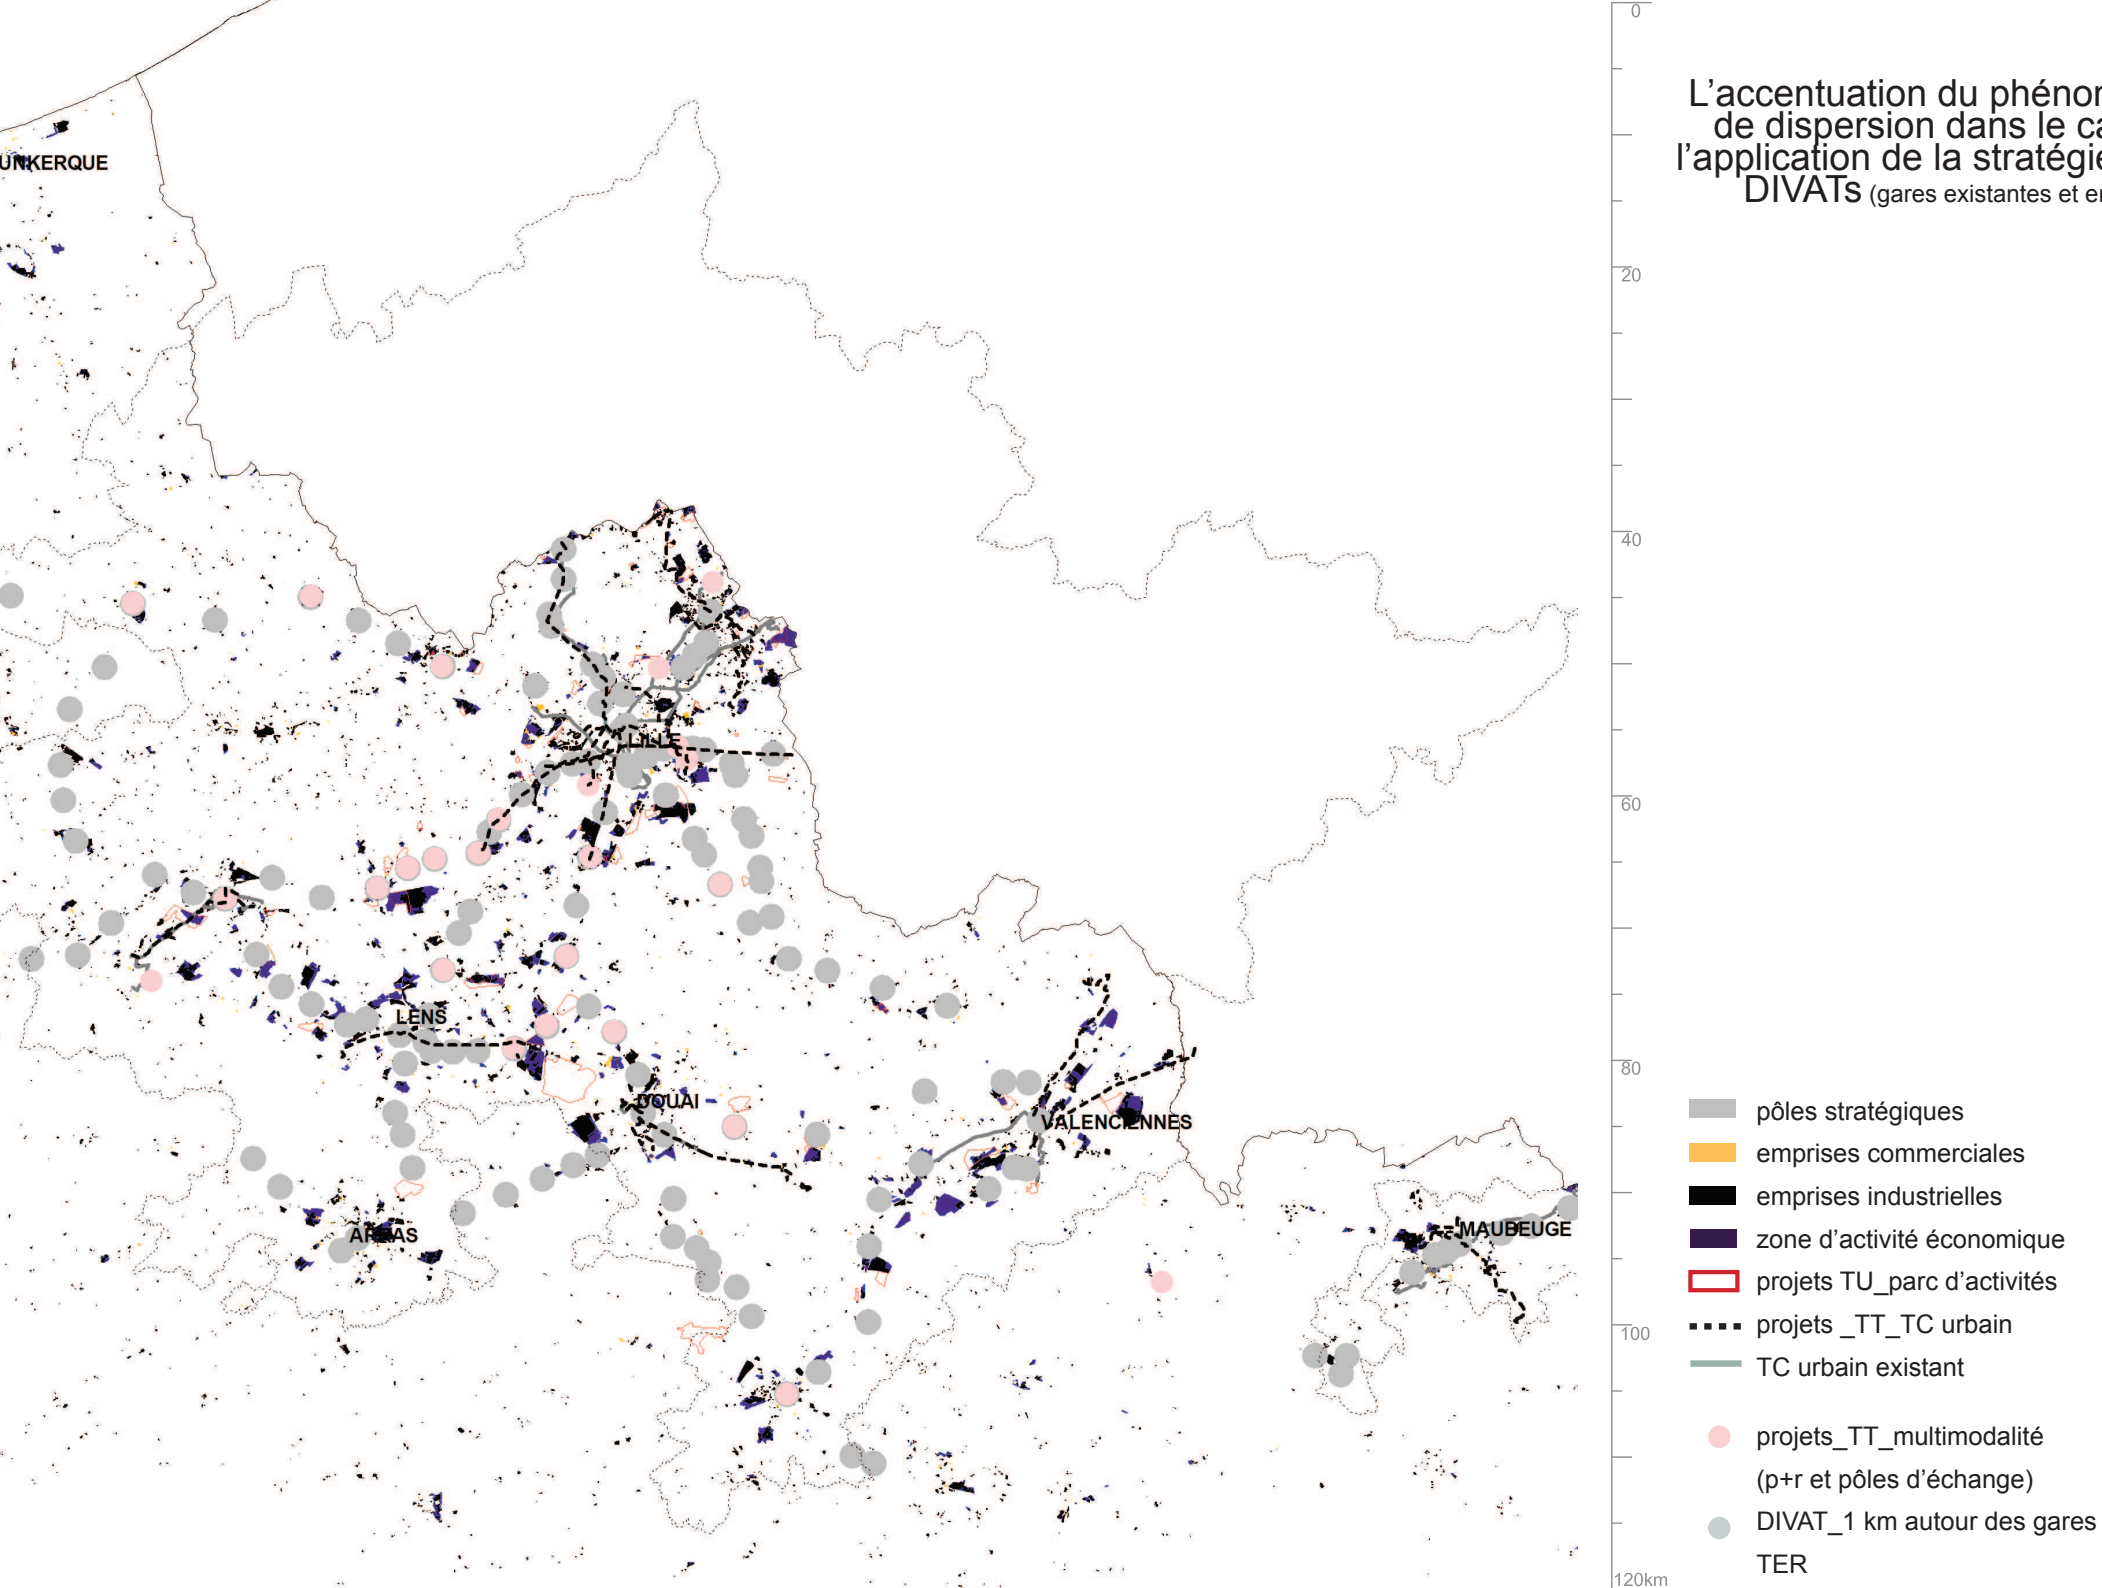 L'accentuation du phénor
de dispersion dans le ca
l'application de la stratégie
DIVATs (gares existantes et er
0
20
40
60
80
100
120km
UNKERQUE
LILLE
LENS
DOUAI
VALENCIENNES
ARRAS
MAUBEUGE
pôles stratégiques
emprises commerciales
emprises industrielles
zone d'activité économique
projets TU_parc d'activités
projets _TT_TC urbain
TC urbain existant
projets_TT_multimodalité
(p+r et pôles d'échange)
DIVAT_1 km autour des gares
TER